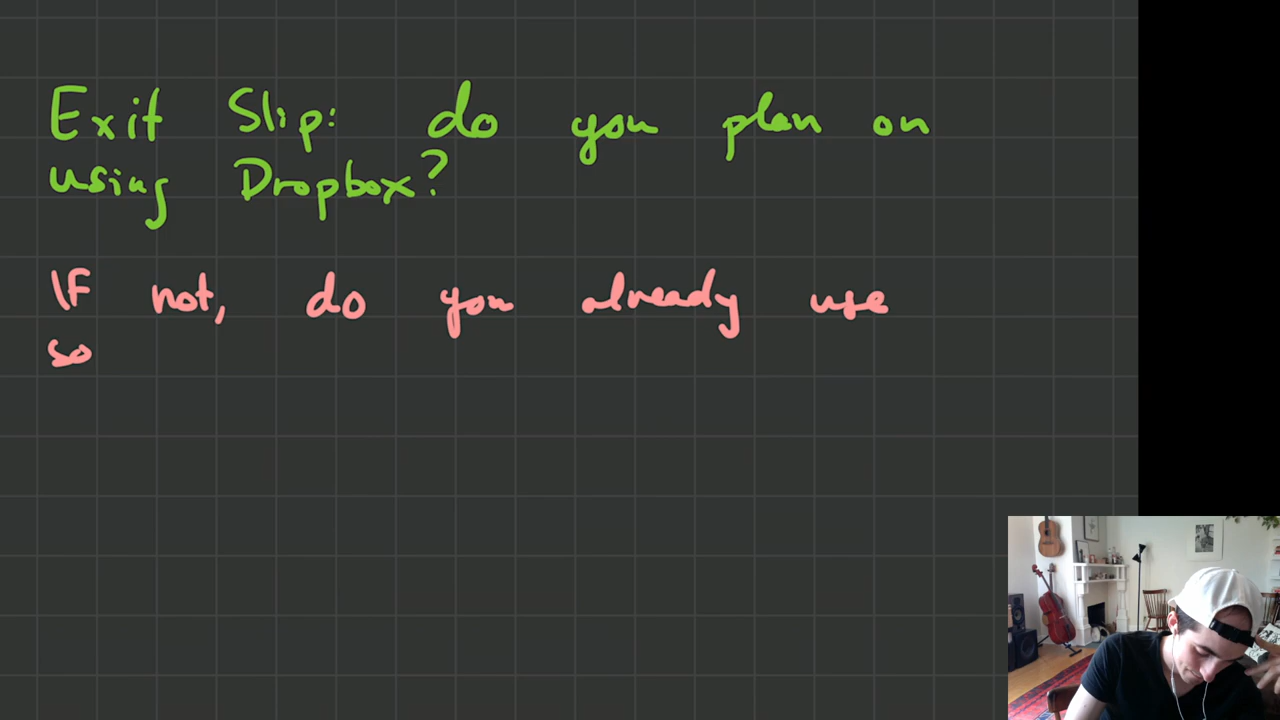 Exit Slip: do you plan on
using Dropbox?
If not, do you already use
so